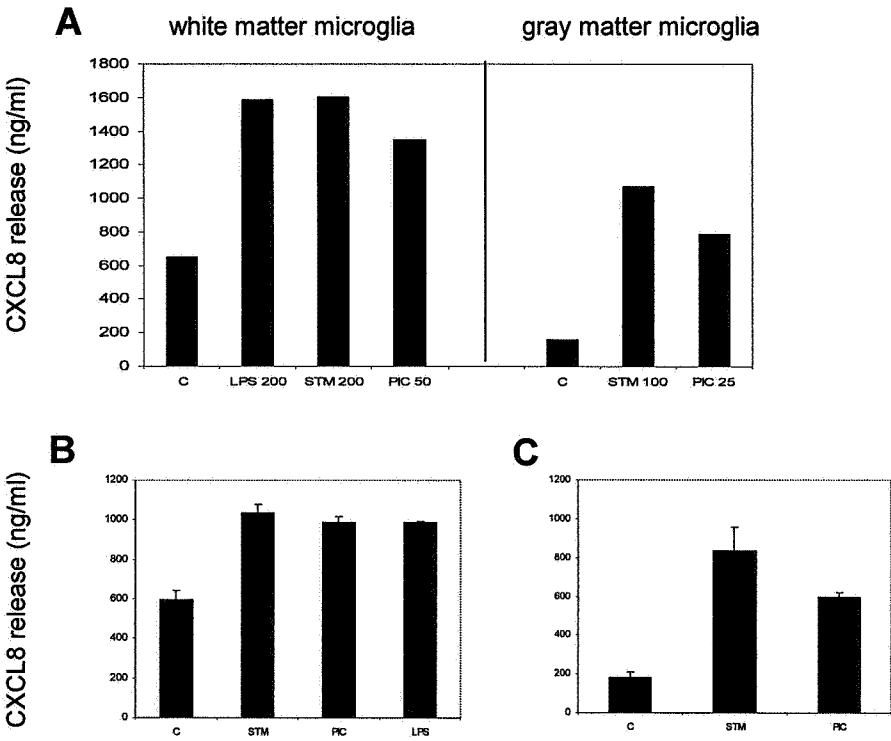 A
white matter microglia
gray matter microglia
CXCL8 release (ng/ml)
1800
1600
1400
1200
1000
800
600
400
200
0
C
LPS 200
STM 200
PIC 50
C
STM 100
PIC 25
B
CXCL8 release (ng/ml)
1200
1000
800
600
400
200
0
C
STM
PIC
LPS
C
1200
1000
800
600
400
200
0
C
STM
PIC